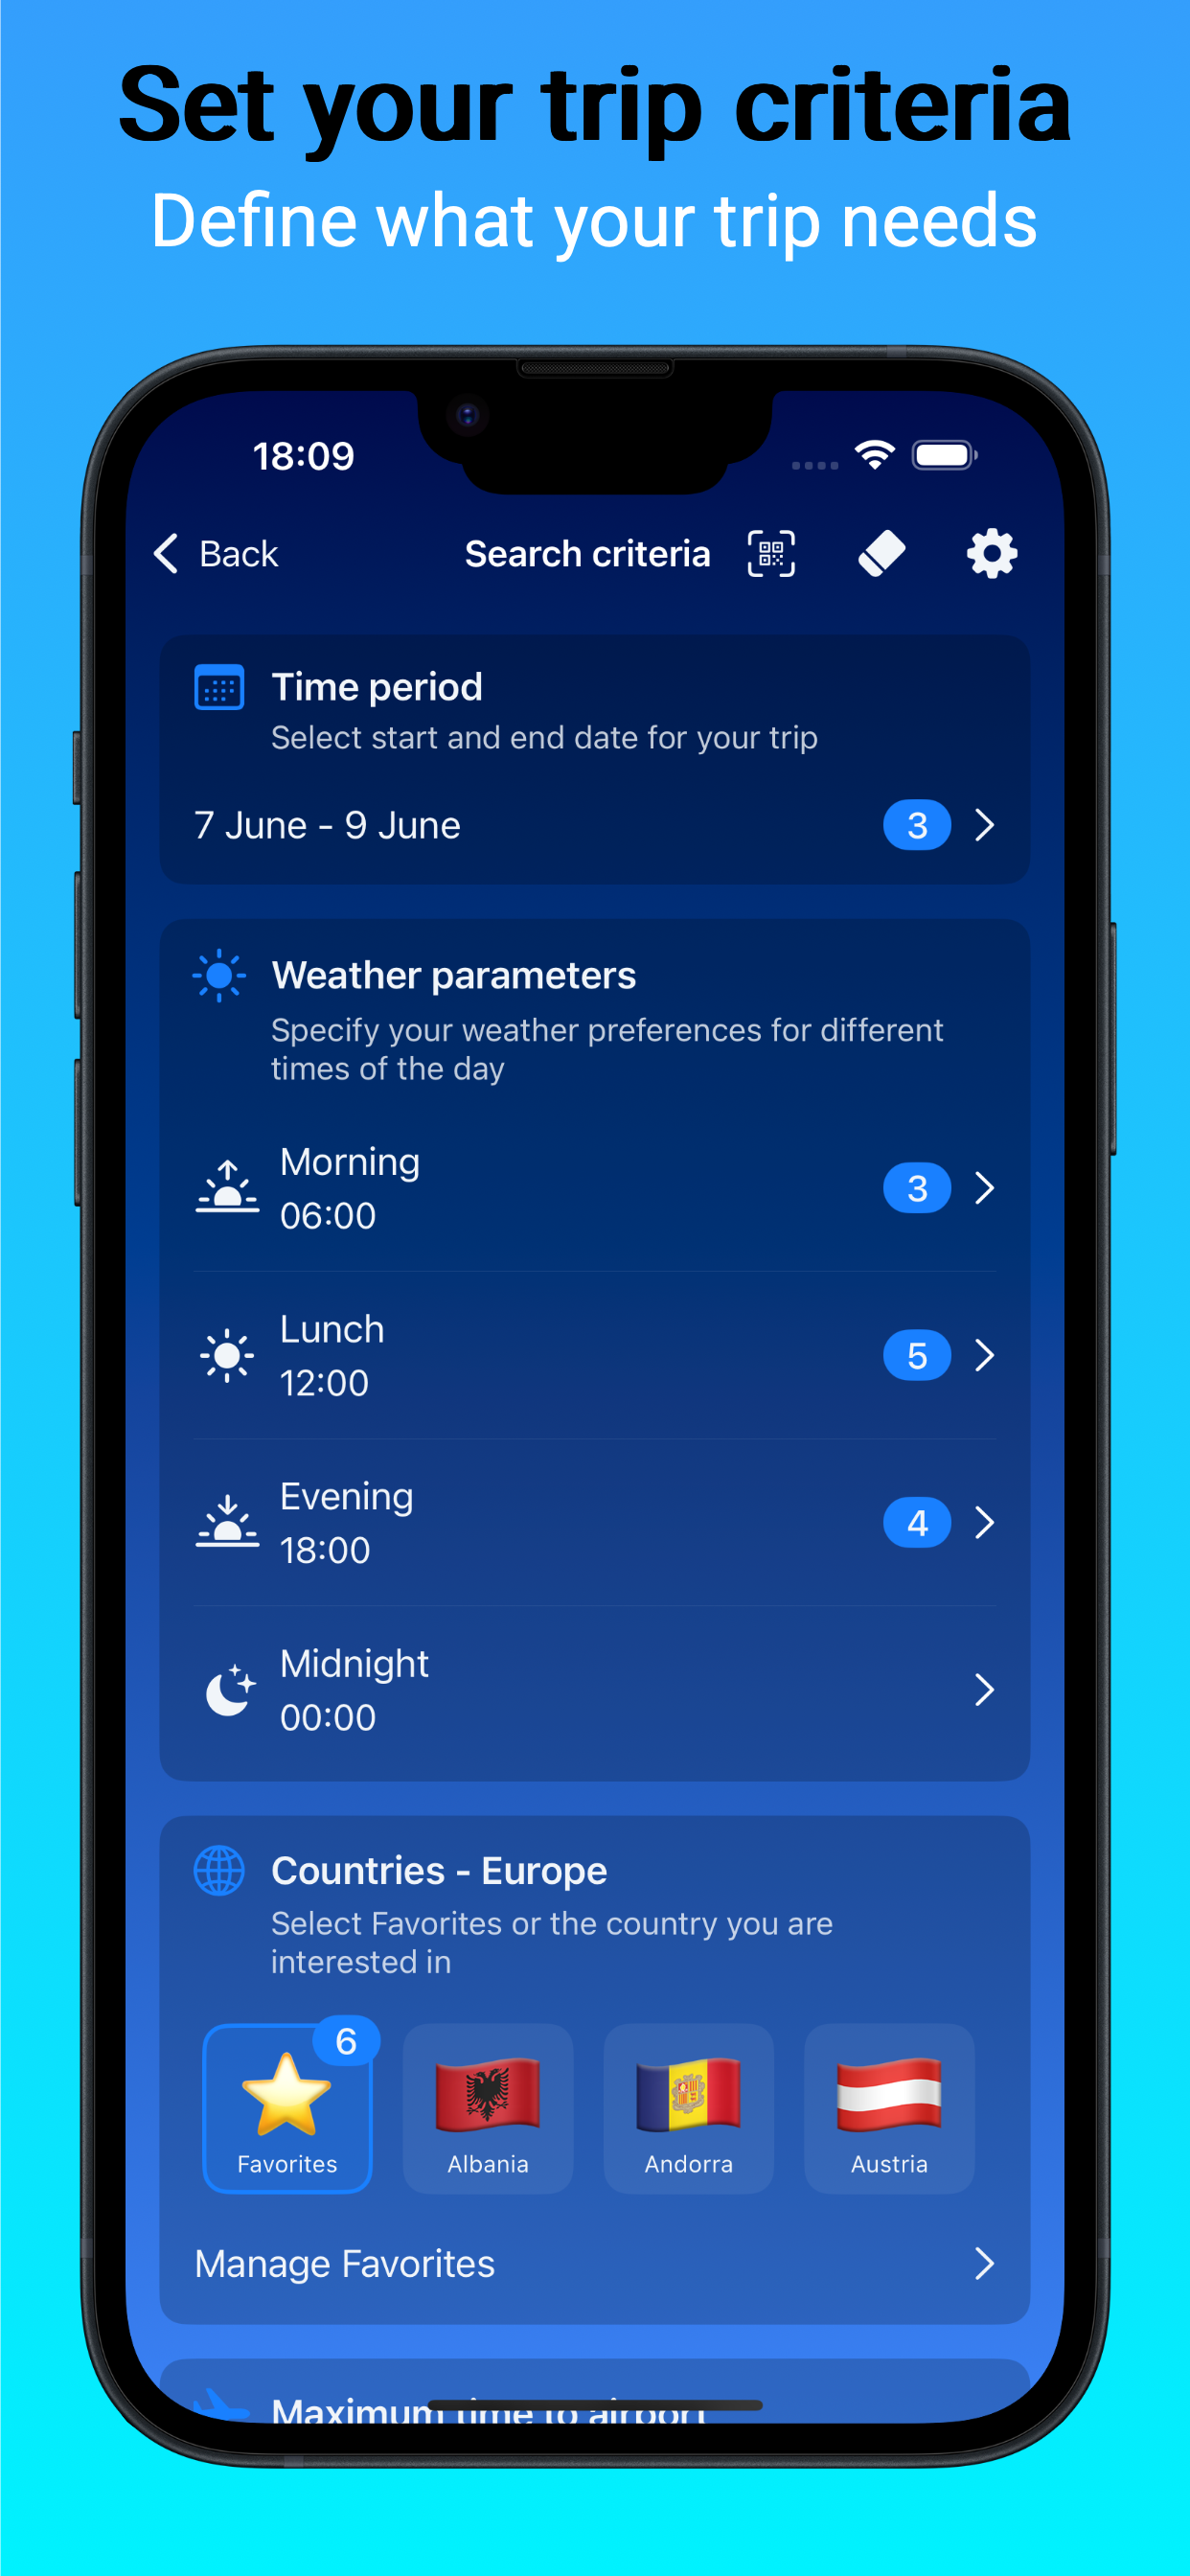 Set your trip criteria
Define what your trip needs
18:09
Back
Search criteria
Time period
Select start and end date for your trip
7 June - 9 June
3
Weather parameters
Specify your weather preferences for different
times of the day
Morning
06:00
3
Lunch
12:00
5
Evening
18:00
4
Midnight
00:00
Countries - Europe
Select Favorites or the country you are
interested in
6
Favorites
Albania
Andorra
Austria
Manage Favorites
Maximum time to airport